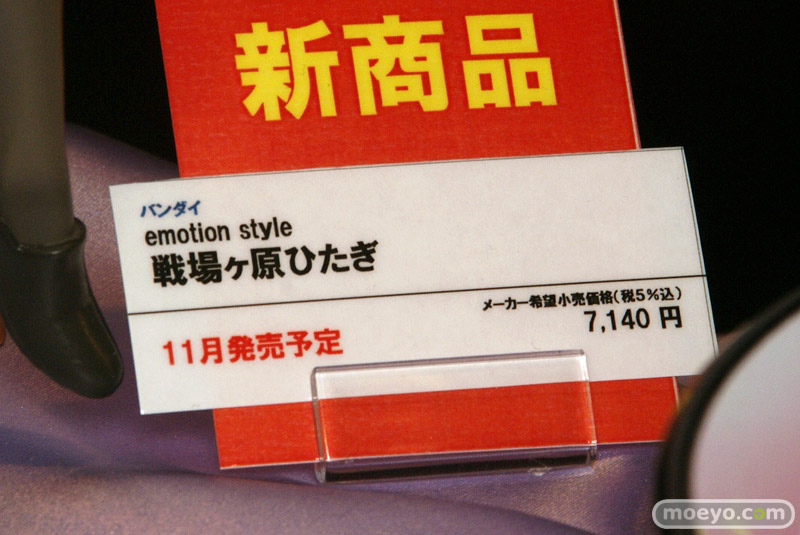 新商品
バンダイ
emotion style
戦場ヶ原ひたぎ
メーカー希望小売価格(税5%込)
7,140 円
11月発売予定
moeyo.com